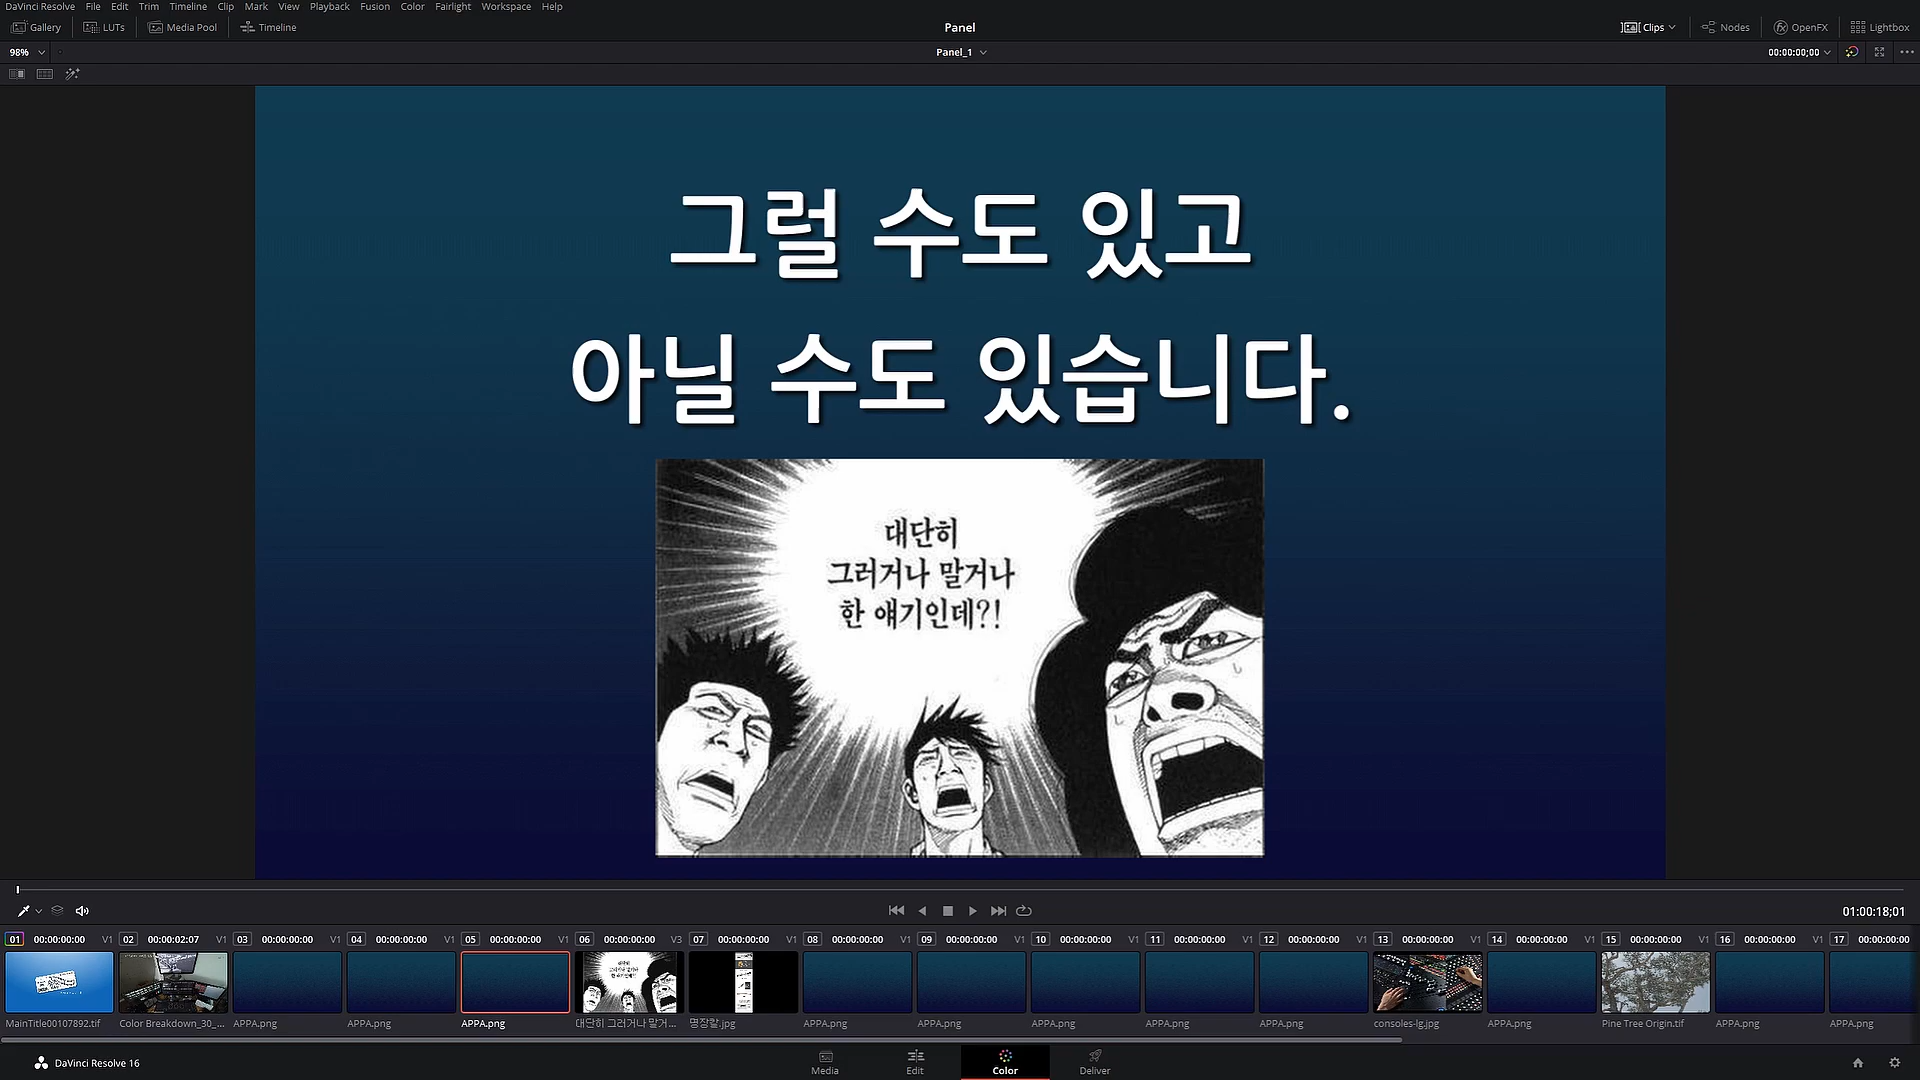 DaVinci Resolve File Edit Trim Timeline Clip Mark View Playback Fusion Color Fairlight Workspace Help
Gallery LUTs Media Pool Timeline Panel Clips Nodes OpenFX Lightbox
98% Panel_1 00:00:00;00
그럴 수도 있고
아닐 수도 있습니다.
대단히
그러거나 말거나
한 얘기인데?!
01:00:18;01
01 00:00:00:00 V1 02 00:00:02:07 V1 03 00:00:00:00 V1 04 00:00:00:00 V1 05 00:00:00:00 V1 06 00:00:00:00 V3 07 00:00:00:00 V1 08 00:00:00:00 V1 09 00:00:00:00 V1 10 00:00:00:00 V1 11 00:00:00:00 V1 12 00:00:00:00 V1 13 00:00:00:00 V1 14 00:00:00:00 V1 15 00:00:00:00 V1 16 00:00:00:00 V1 17 00:00:00:00
MainTitle00107892.tif Color Breakdown_30_... APPA.png APPA.png APPA.png 대단히 그러거나 말거... 명장칼.jpg APPA.png APPA.png APPA.png APPA.png APPA.png consoles-lg.jpg APPA.png Pine Tree Origin.tif APPA.png APPA.png
DaVinci Resolve 16 Media Edit Color Deliver